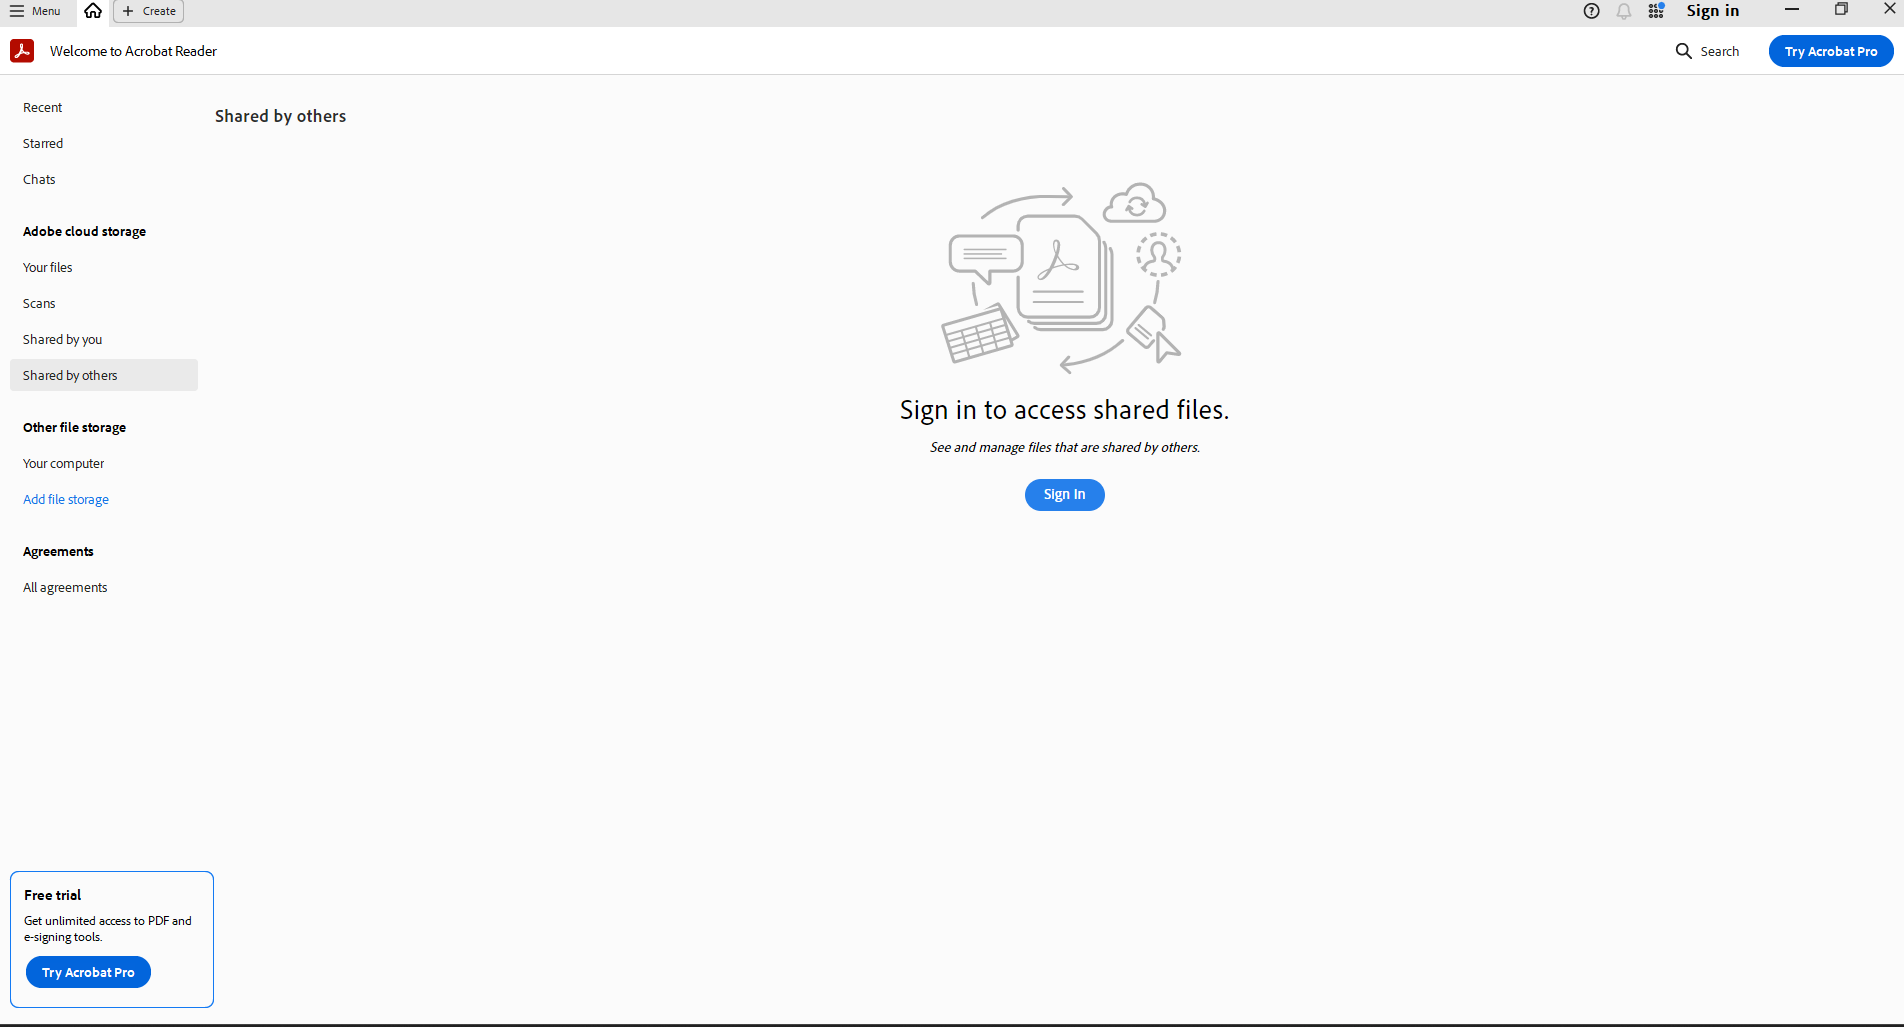 Menu
Create
Sign in
Welcome to Acrobat Reader
Search
Try Acrobat Pro
Recent
Starred
Chats
Adobe cloud storage
Your files
Scans
Shared by you
Shared by others
Other file storage
Your computer
Add file storage
Agreements
All agreements
Shared by others
Sign in to access shared files.
See and manage files that are shared by others.
Sign In
Free trial
Get unlimited access to PDF and
e-signing tools.
Try Acrobat Pro